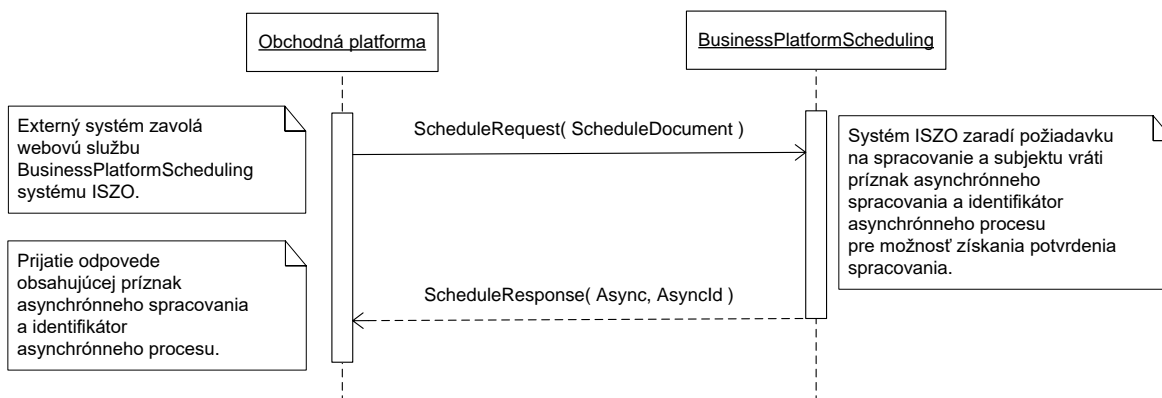 Obchodná platforma
BusinessPlatformScheduling
Externý systém zavolá
webovú službu
BusinessPlatformScheduling
systému ISZO.
ScheduleRequest( ScheduleDocument )
Systém ISZO zaradí požiadavku
na spracovanie a subjektu vráti
príznak asynchrónneho
spracovania a identifikátor
asynchrónneho procesu
pre možnosť získania potvrdenia
spracovania.
Prijatie odpovede
obsahujúcej príznak
asynchrónneho spracovania
a identifikátor
asynchrónneho procesu.
ScheduleResponse( Async, AsyncId )